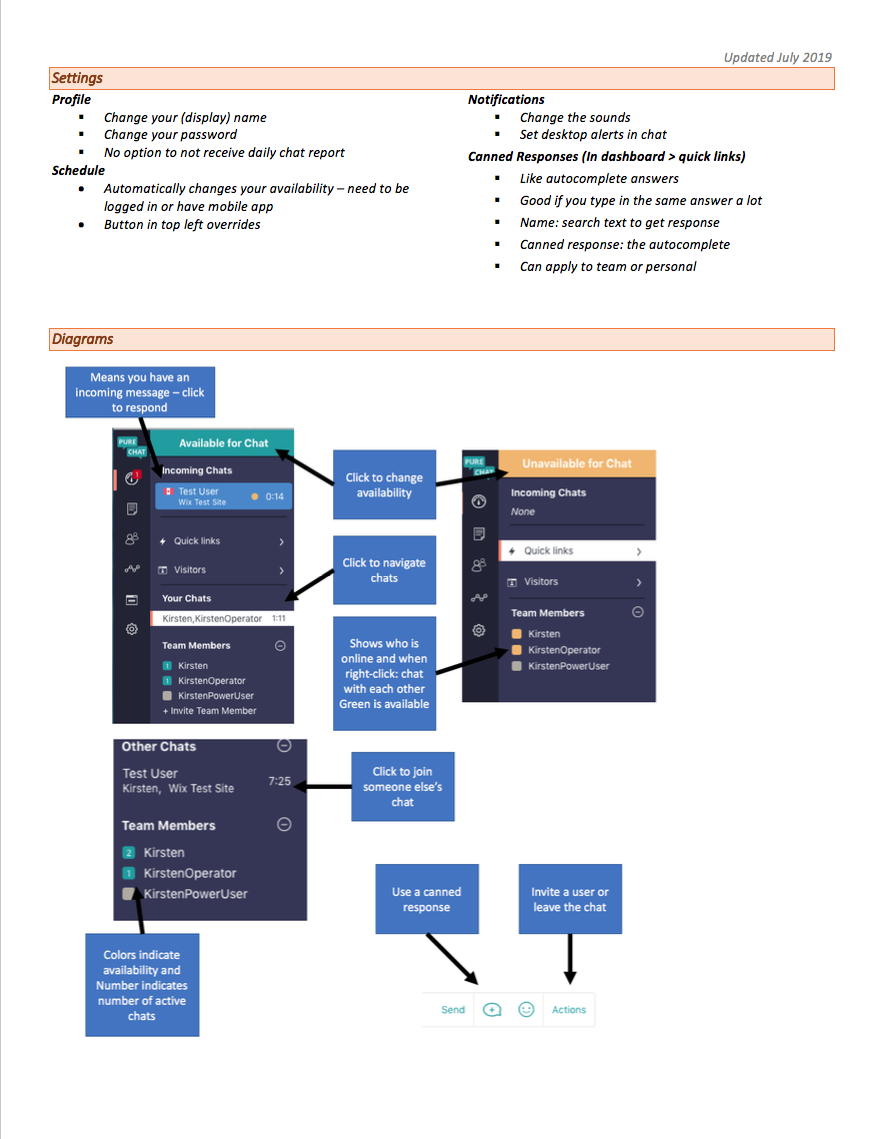 Updated July 2019
Settings
Profile
▪ Change your (display) name
▪ Change your password
▪ No option to not receive daily chat report
Schedule
● Automatically changes your availability – need to be
logged in or have mobile app
● Button in top left overrides
Notifications
▪ Change the sounds
▪ Set desktop alerts in chat
Canned Responses (In dashboard > quick links)
▪ Like autocomplete answers
▪ Good if you type in the same answer a lot
▪ Name: search text to get response
▪ Canned response: the autocomplete
▪ Can apply to team or personal
Diagrams
Means you have an
incoming message – click
to respond
PURE
CHAT
1
Available for Chat
Incoming Chats
Test User
Wix Test Site
0:14
Quick links
Visitors
Your Chats
Kirsten,KirstenOperator 1:11
Team Members
1 Kirsten
1 KirstenOperator
KirstenPowerUser
+ Invite Team Member
Click to change
availability
Click to navigate
chats
Shows who is
online and when
right-click: chat
with each other
Green is available
PURE
CHAT
Unavailable for Chat
Incoming Chats
None
Quick links
Visitors
Team Members
Kirsten
KirstenOperator
KirstenPowerUser
Other Chats
Test User
Kirsten, Wix Test Site
7:25
Team Members
2 Kirsten
1 KirstenOperator
KirstenPowerUser
Click to join
someone else's
chat
Colors indicate
availability and
Number indicates
number of active
chats
Use a canned
response
Invite a user or
leave the chat
Send
Actions